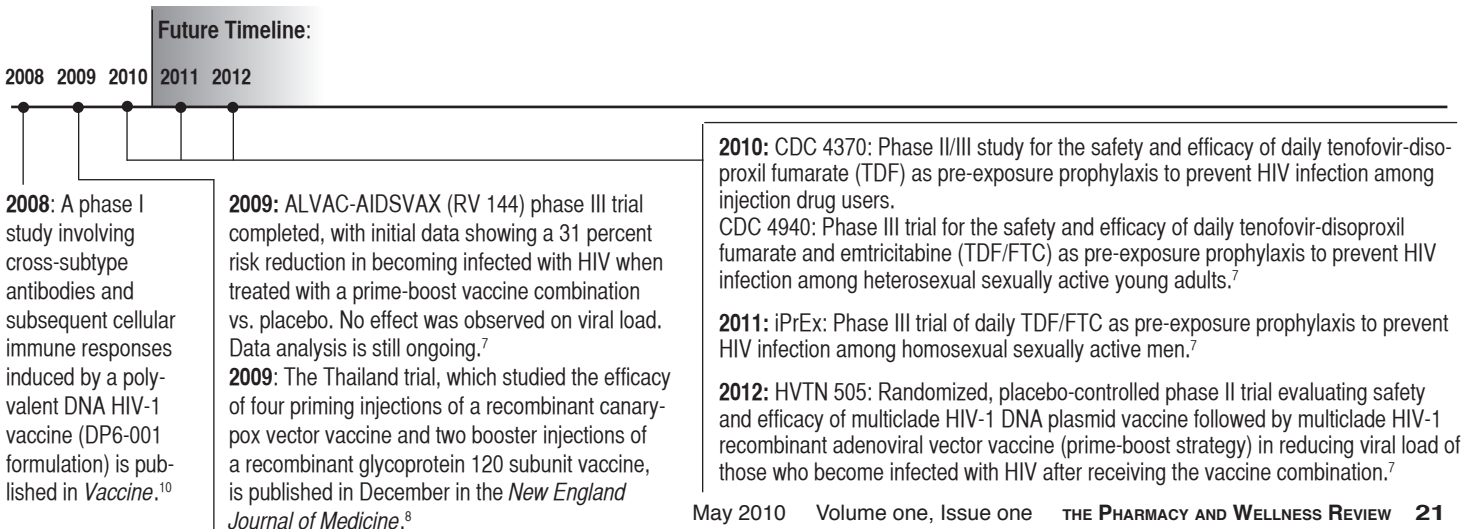 Future Timeline:
2008 2009 2010 2011 2012
2008: A phase I
study involving
cross-subtype
antibodies and
subsequent cellular
immune responses
induced by a poly-
valent DNA HIV-1
vaccine (DP6-001
formulation) is pub-
lished in Vaccine.10
2009: ALVAC-AIDSVAX (RV 144) phase III trial
completed, with initial data showing a 31 percent
risk reduction in becoming infected with HIV when
treated with a prime-boost vaccine combination
vs. placebo. No effect was observed on viral load.
Data analysis is still ongoing.7
2009: The Thailand trial, which studied the efficacy
of four priming injections of a recombinant canary-
pox vector vaccine and two booster injections of
a recombinant glycoprotein 120 subunit vaccine,
is published in December in the New England
Journal of Medicine.8
2010: CDC 4370: Phase II/III study for the safety and efficacy of daily tenofovir-diso-
proxil fumarate (TDF) as pre-exposure prophylaxis to prevent HIV infection among
injection drug users.
CDC 4940: Phase III trial for the safety and efficacy of daily tenofovir-disoproxil
fumarate and emtricitabine (TDF/FTC) as pre-exposure prophylaxis to prevent HIV
infection among heterosexual sexually active young adults.7
2011: iPrEx: Phase III trial of daily TDF/FTC as pre-exposure prophylaxis to prevent
HIV infection among homosexual sexually active men.7
2012: HVTN 505: Randomized, placebo-controlled phase II trial evaluating safety
and efficacy of multiclade HIV-1 DNA plasmid vaccine followed by multiclade HIV-1
recombinant adenoviral vector vaccine (prime-boost strategy) in reducing viral load of
those who become infected with HIV after receiving the vaccine combination.7
May 2010 Volume one, Issue one THE PHARMACY AND WELLNESS REVIEW 21